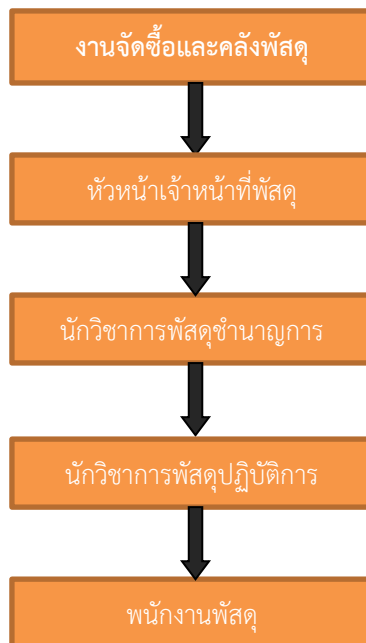 งานจัดซื้อและคลังพัสดุ
หัวหน้าเจ้าหน้าที่พัสดุ
นักวิชาการพัสดุชำนาญการ
นักวิชาการพัสดุปฏิบัติการ
พนักงานพัสดุ